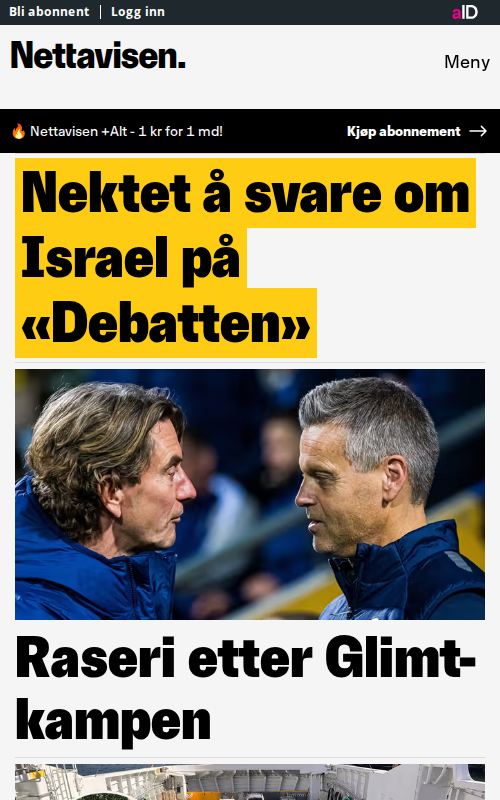 Bli abonnent | Logg inn
aID
Nettavisen.
Meny
🔥 Nettavisen +Alt - 1 kr for 1 md!
Kjøp abonnement →
Nektet å svare om
Israel på
«Debatten»
Raseri etter Glimt-
kampen